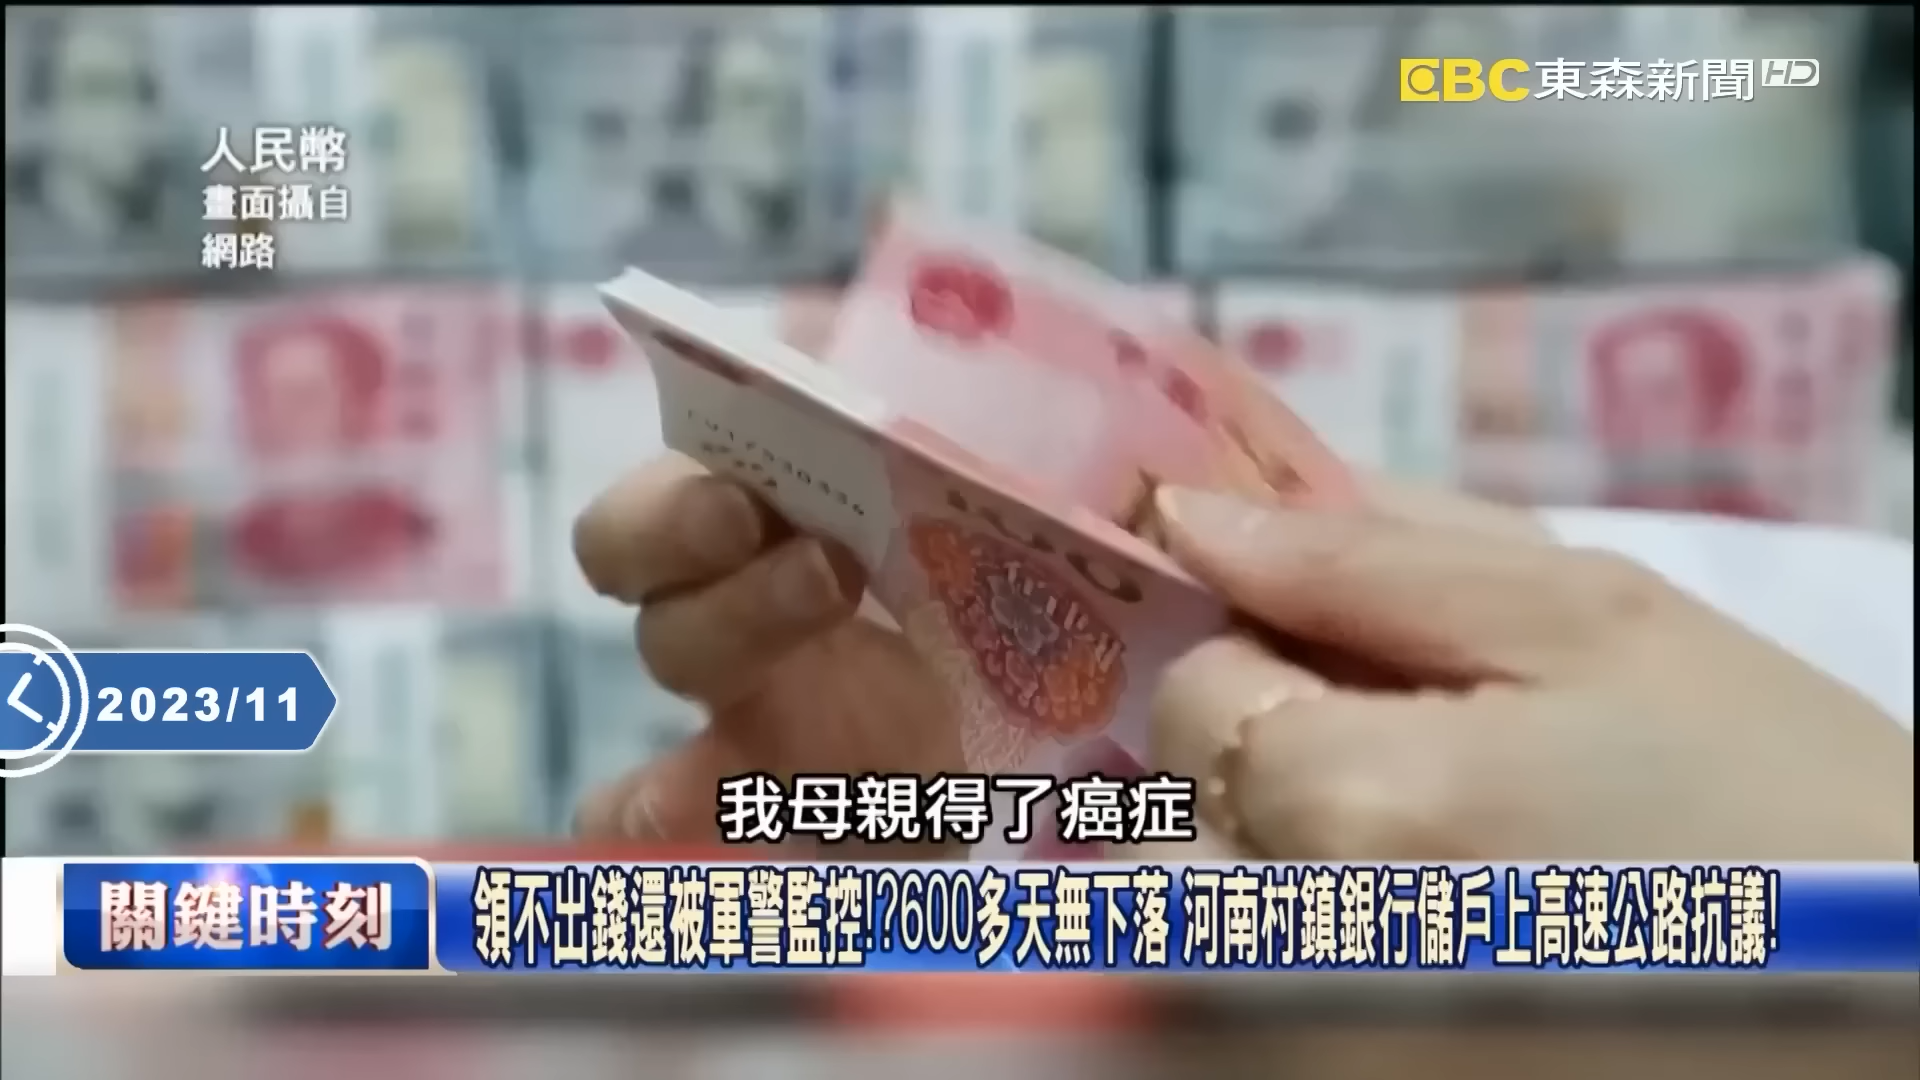 EBC東森新聞HD
人民幣
畫面攝自
網路
2023/11
我母親得了癌症
關鍵時刻
領不出錢還被軍警監控!?600多天無下落 河南村鎮銀行儲戶上高速公路抗議!